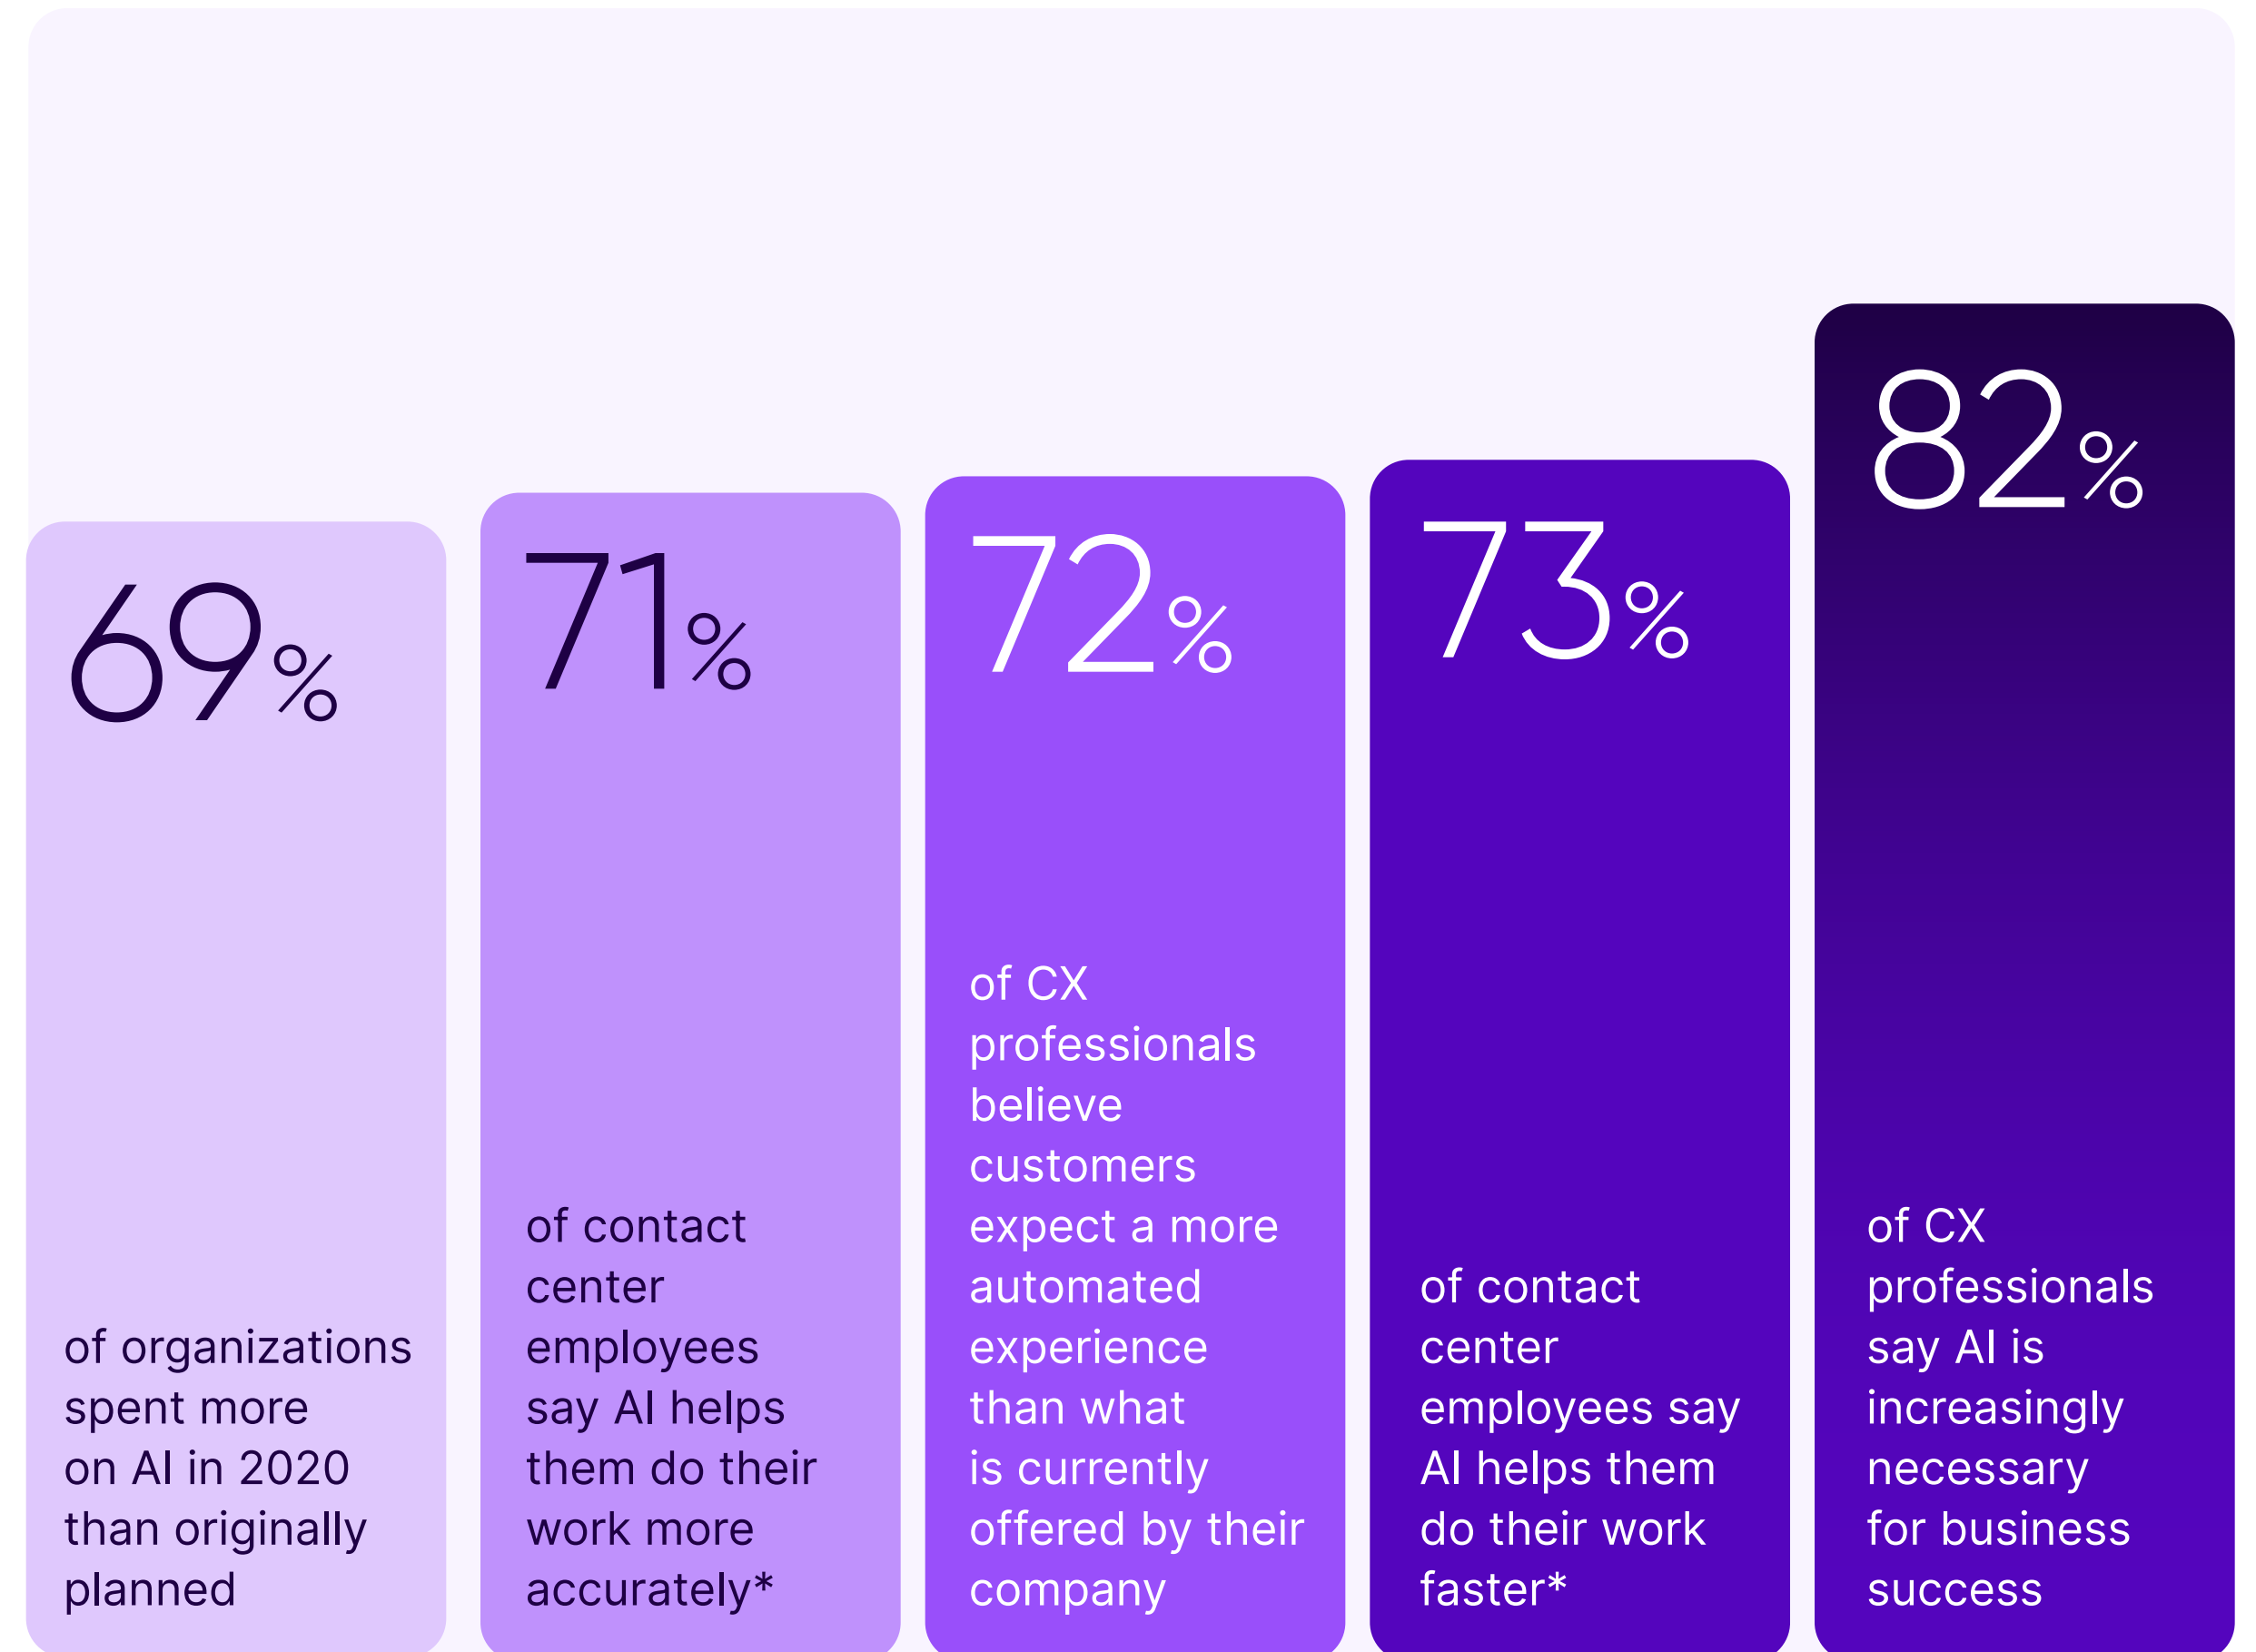 69%
of organizations
spent more
on AI in 2020
than originally
planned
71%
of contact
center
employees
say AI helps
them do their
work more
accurately*
72%
of CX
professionals
believe
customers
expect a more
automated
experience
than what
is currently
offered by their
company
73%
of contact
center
employees say
AI helps them
do their work
faster*
82%
of CX
professionals
say AI is
increasingly
necessary
for business
success